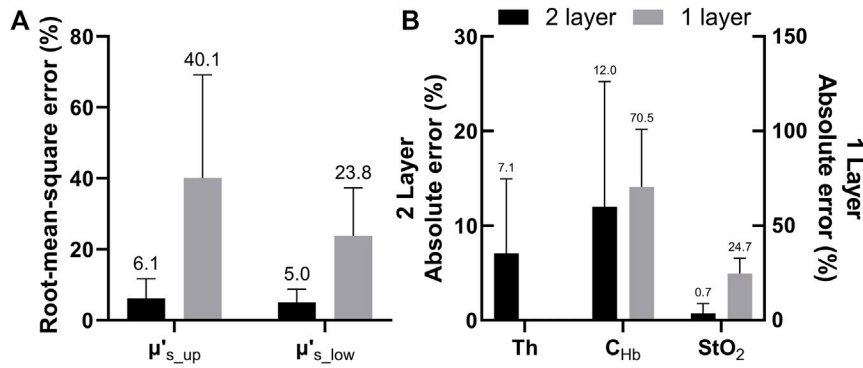 A
Root-mean-square error (%)
80
60
40
20
0
6.1
40.1
5.0
23.8
μ's_up
μ's_low
B
2 layer
1 layer
2 Layer
Absolute error (%)
30
20
10
0
7.1
12.0
70.5
0.7
24.7
Th
CHb
StO2
150
100
50
0
1 Layer
Absolute error (%)